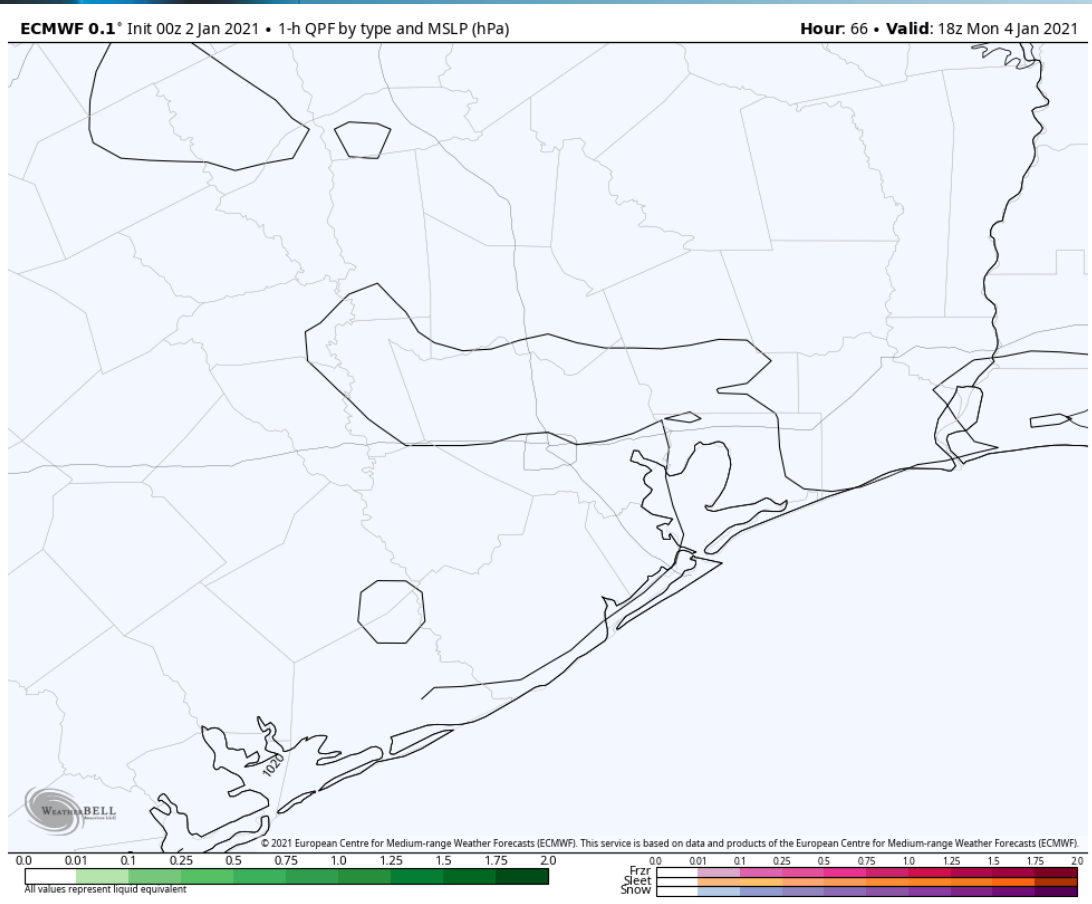 ECMWF 0.1° Init 00z 2 Jan 2021 • 1-h QPF by type and MSLP (hPa)
Hour: 66 • Valid: 18z Mon 4 Jan 2021
1020
WEATHERBELL
© 2021 European Centre for Medium-range Weather Forecasts (ECMWF). This service is based on data and products of the European Centre for Medium-range Weather Forecasts (ECMWF).
0.0 0.01 0.1 0.25 0.5 0.75 1.0 1.25 1.5 1.75 2.0
All values represent liquid equivalent
0.0 0.01 0.1 0.25 0.5 0.75 1.0 1.25 1.5 1.75 2.0
Frzr
Sleet
Snow